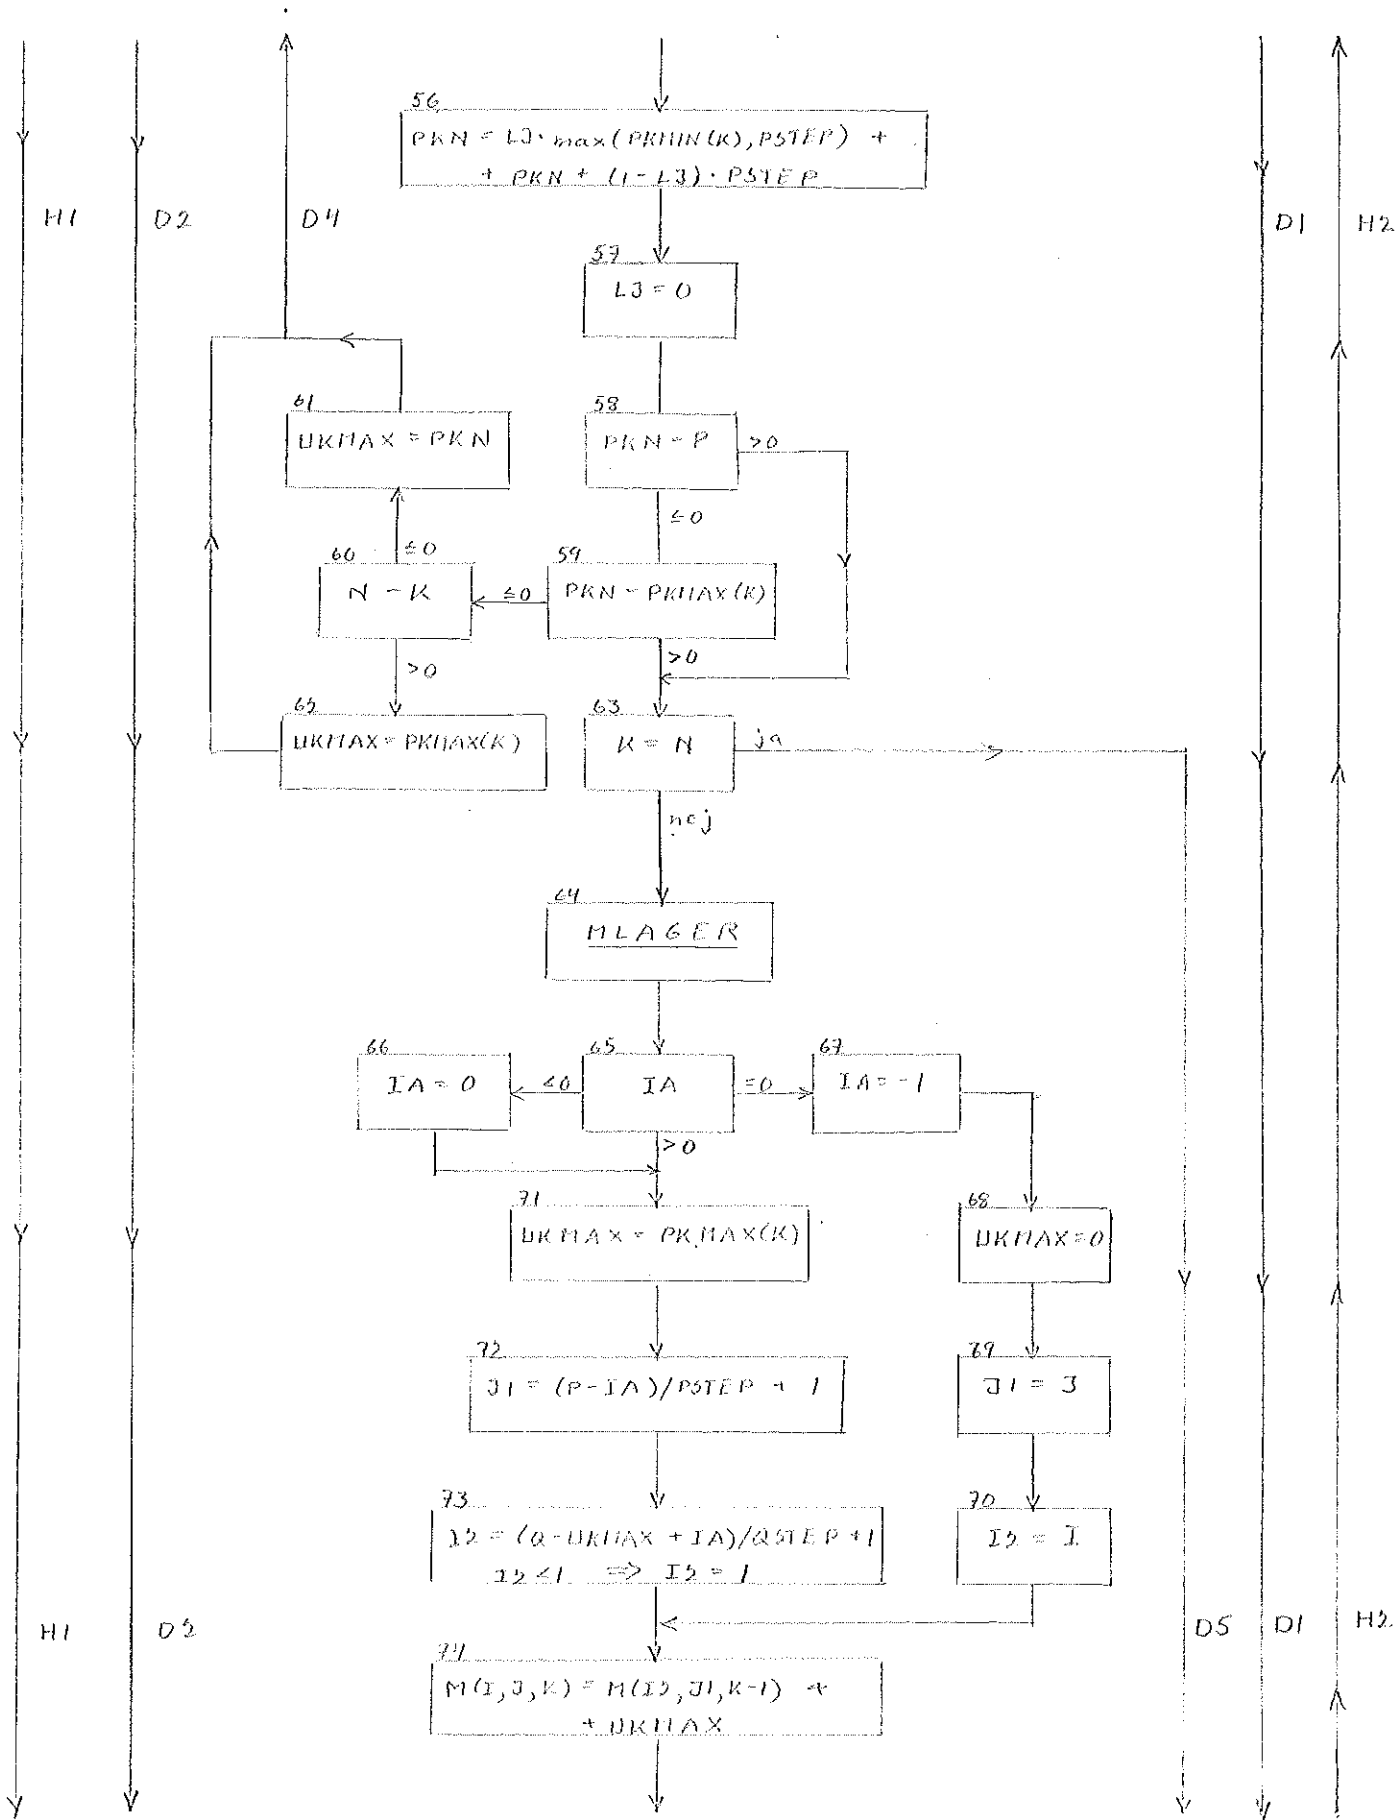 56
PKN = L3·max(PKMIN(K),PSTEP) +
+ PKN + (1-L3)·PSTEP
H1
D2
D4
D1
H2
57
L3 = 0
61
UKMAX = PKN
58
PKN - P
>0
≤0
60
≤0
59
N - K
≤0
PKN - PKMAX(K)
>0
>0
62
UKMAX = PKMAX(K)
63
K = N
ja
nej
64
MLAGER
66
IA = 0
<0
65
IA
=0
67
IA = -1
>0
71
UKMAX = PKMAX(K)
68
UKMAX = 0
72
J1 = (P-IA)/PSTEP + 1
69
J1 = J
73
I2 = (Q-UKMAX + IA)/QSTEP +1
I2 < 1 => I2 = 1
70
I2 = I
H1
D2
D5
D1
H2
74
M(I,J,K) = M(I2,J1,K-1) +
+ UKMAX